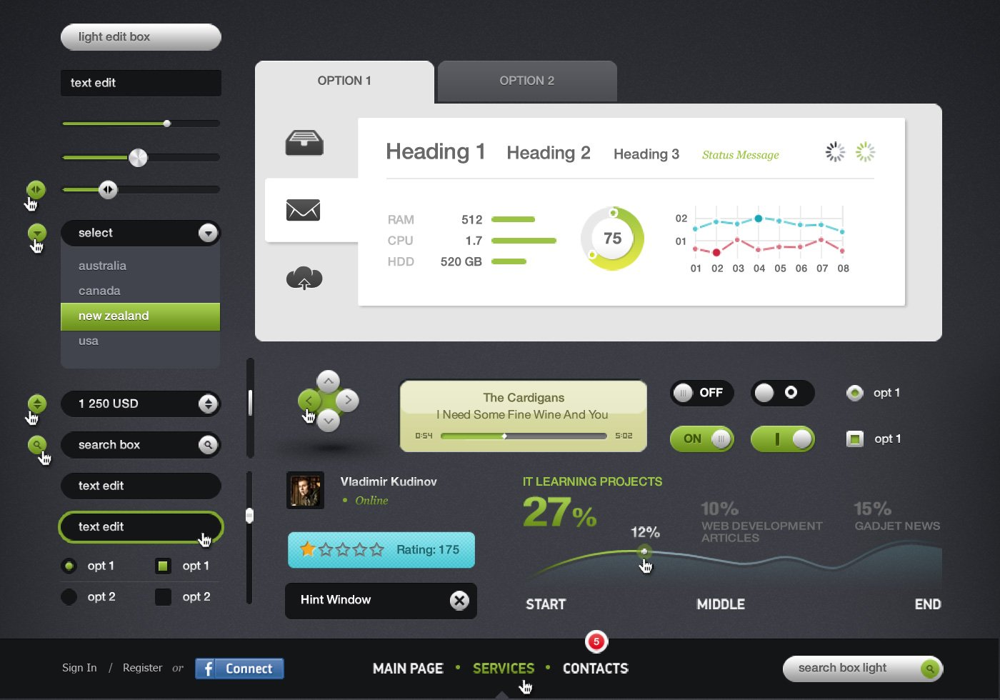 light edit box
text edit
select
australia
canada
new zealand
usa
1 250 USD
search box
text edit
text edit
opt 1
opt 1
opt 2
opt 2
OPTION 1
OPTION 2
Heading 1
Heading 2
Heading 3
Status Message
RAM 512
CPU 1.7
HDD 520 GB
75
02
01
01 02 03 04 05 06 07 08
The Cardigans
I Need Some Fine Wine And You
0:54
5:02
OFF
opt 1
ON
opt 1
Vladimir Kudinov
• Online
Rating: 175
Hint Window
IT LEARNING PROJECTS
27%
12%
10%
WEB DEVELOPMENT
ARTICLES
15%
GADJET NEWS
START
MIDDLE
END
Sign In / Register or
f Connect
MAIN PAGE • SERVICES • CONTACTS
5
search box light